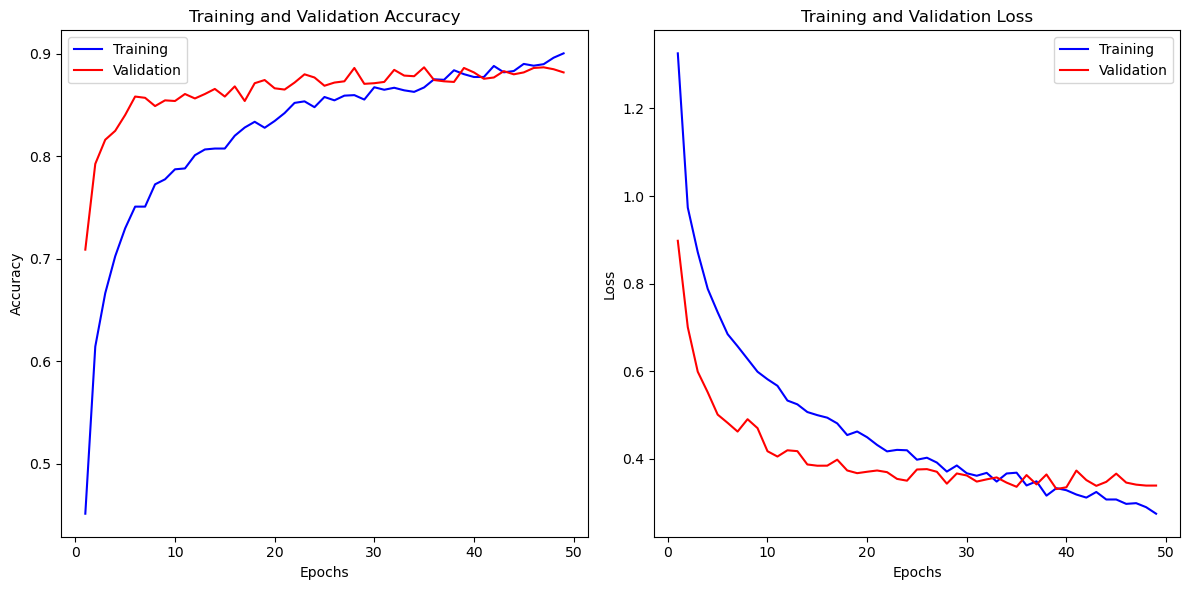 Training and Validation Accuracy
Training
Validation
Accuracy
0.9
0.8
0.7
0.6
0.5
0
10
20
30
40
50
Epochs
Training and Validation Loss
Training
Validation
Loss
1.2
1.0
0.8
0.6
0.4
0
10
20
30
40
50
Epochs